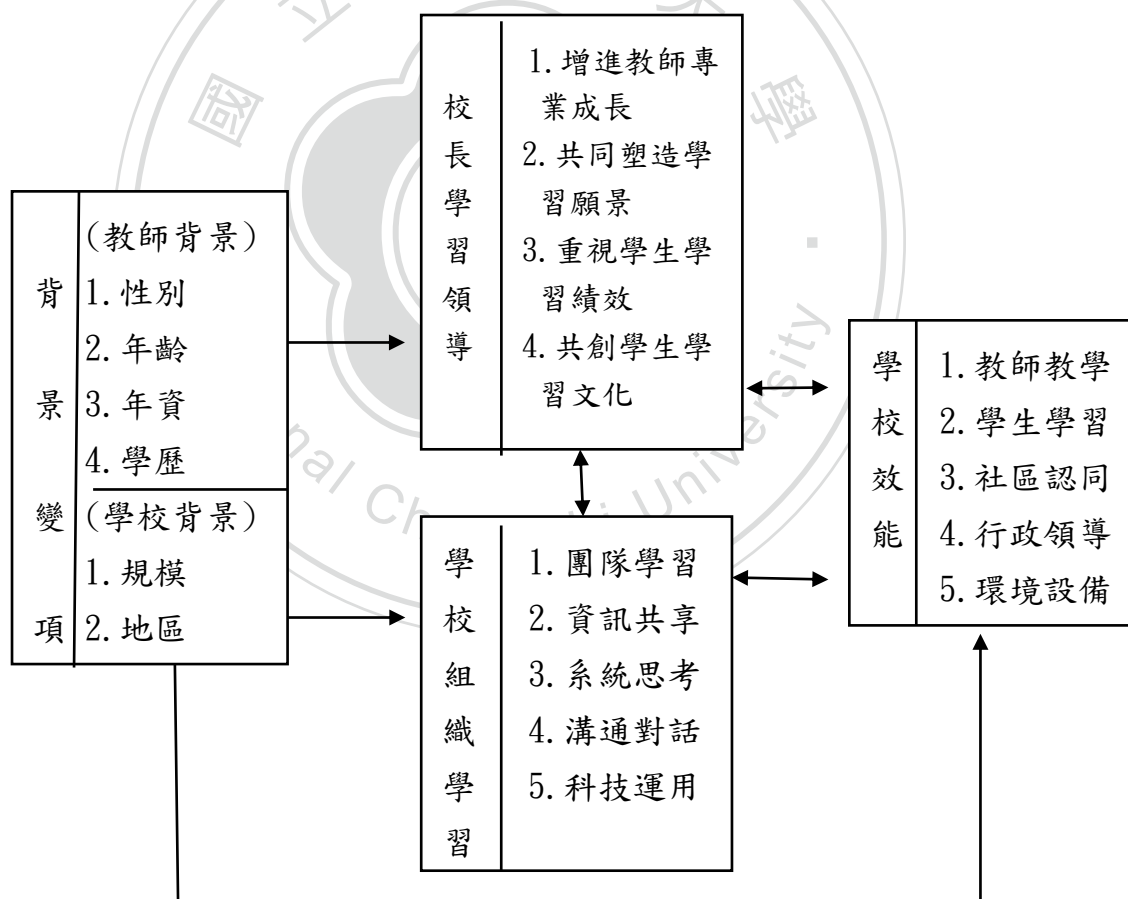 國
立
學
nal Ch
i University
校長學習領導
1.增進教師專
業成長
2.共同塑造學
習願景
3.重視學生學
習績效
4.共創學生學
習文化
背景變項
(教師背景)
1.性別
2.年齡
3.年資
4.學歷
(學校背景)
1.規模
2.地區
學校效能
1.教師教學
2.學生學習
3.社區認同
4.行政領導
5.環境設備
學校組織學習
1.團隊學習
2.資訊共享
3.系統思考
4.溝通對話
5.科技運用